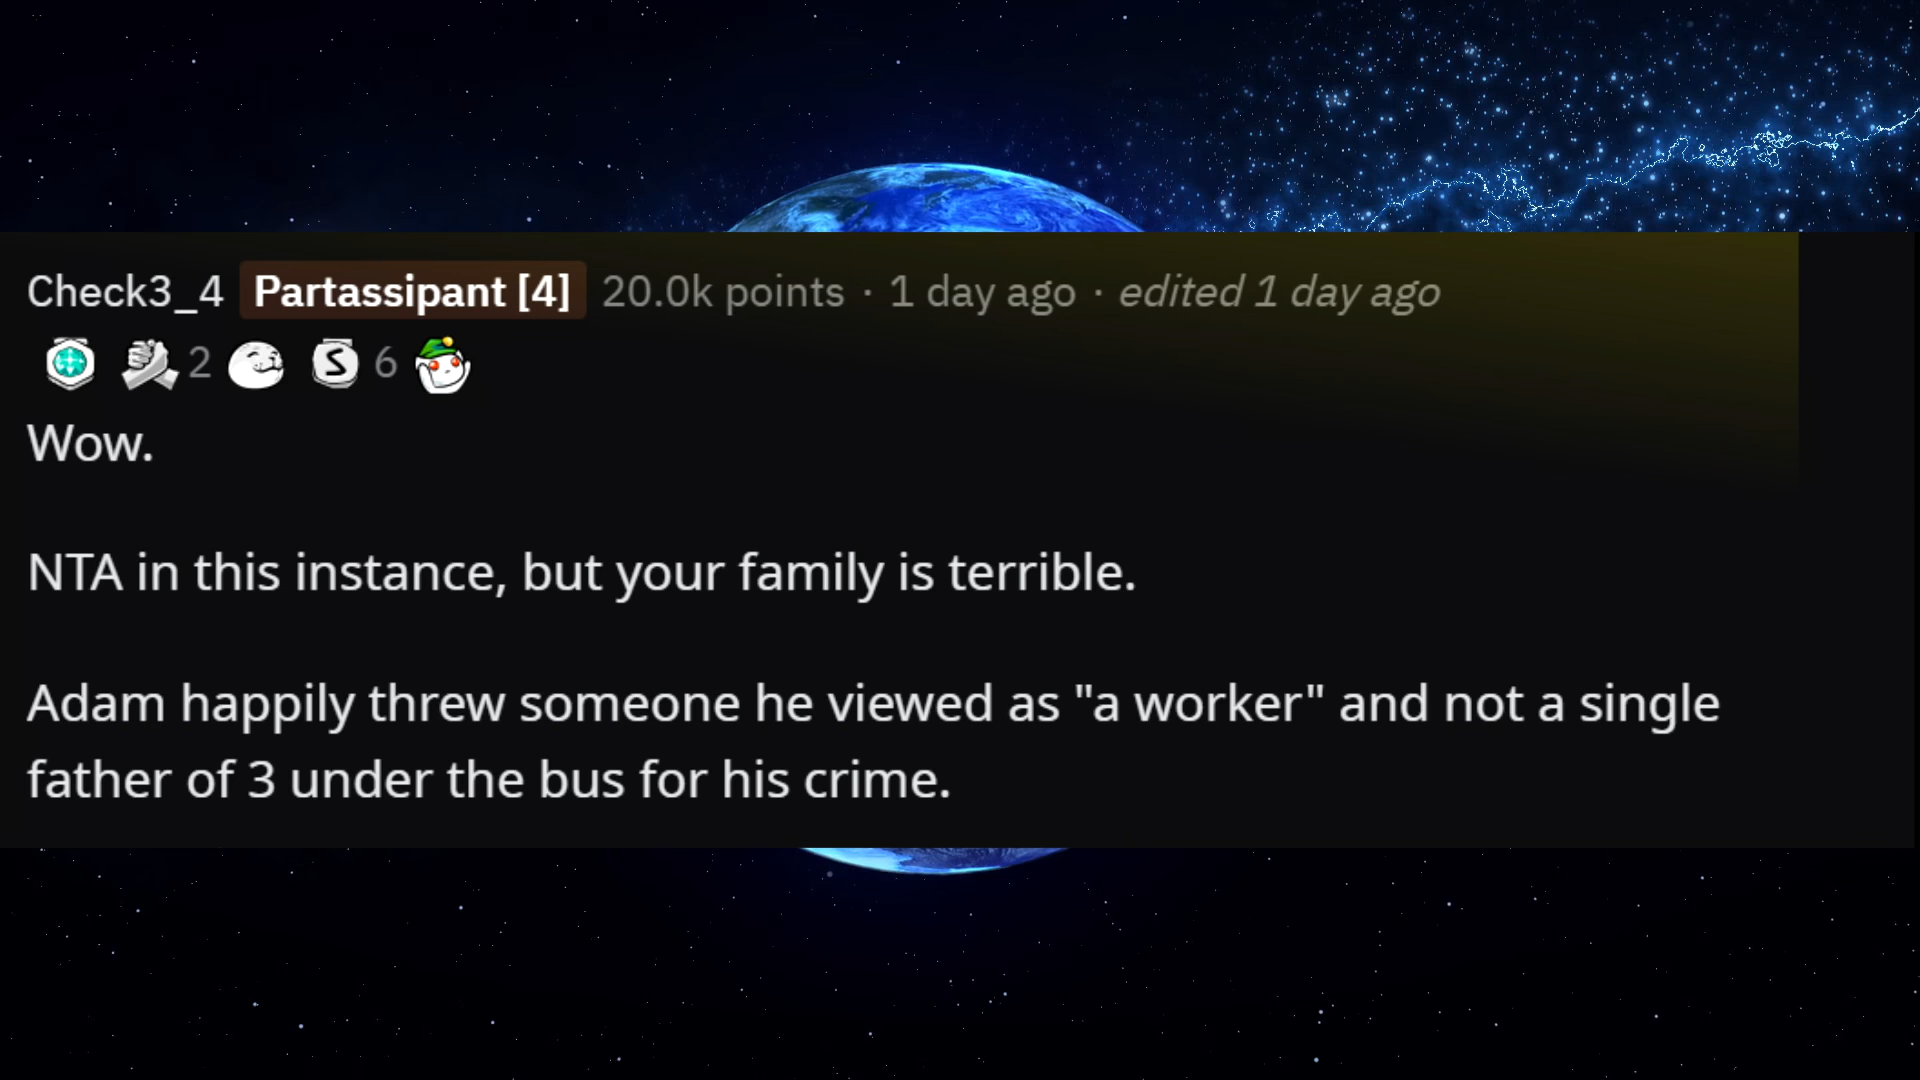 Check3_4 Partassipant [4] 20.0k points · 1 day ago · edited 1 day ago
2 S 6
Wow.
NTA in this instance, but your family is terrible.
Adam happily threw someone he viewed as "a worker" and not a single
father of 3 under the bus for his crime.